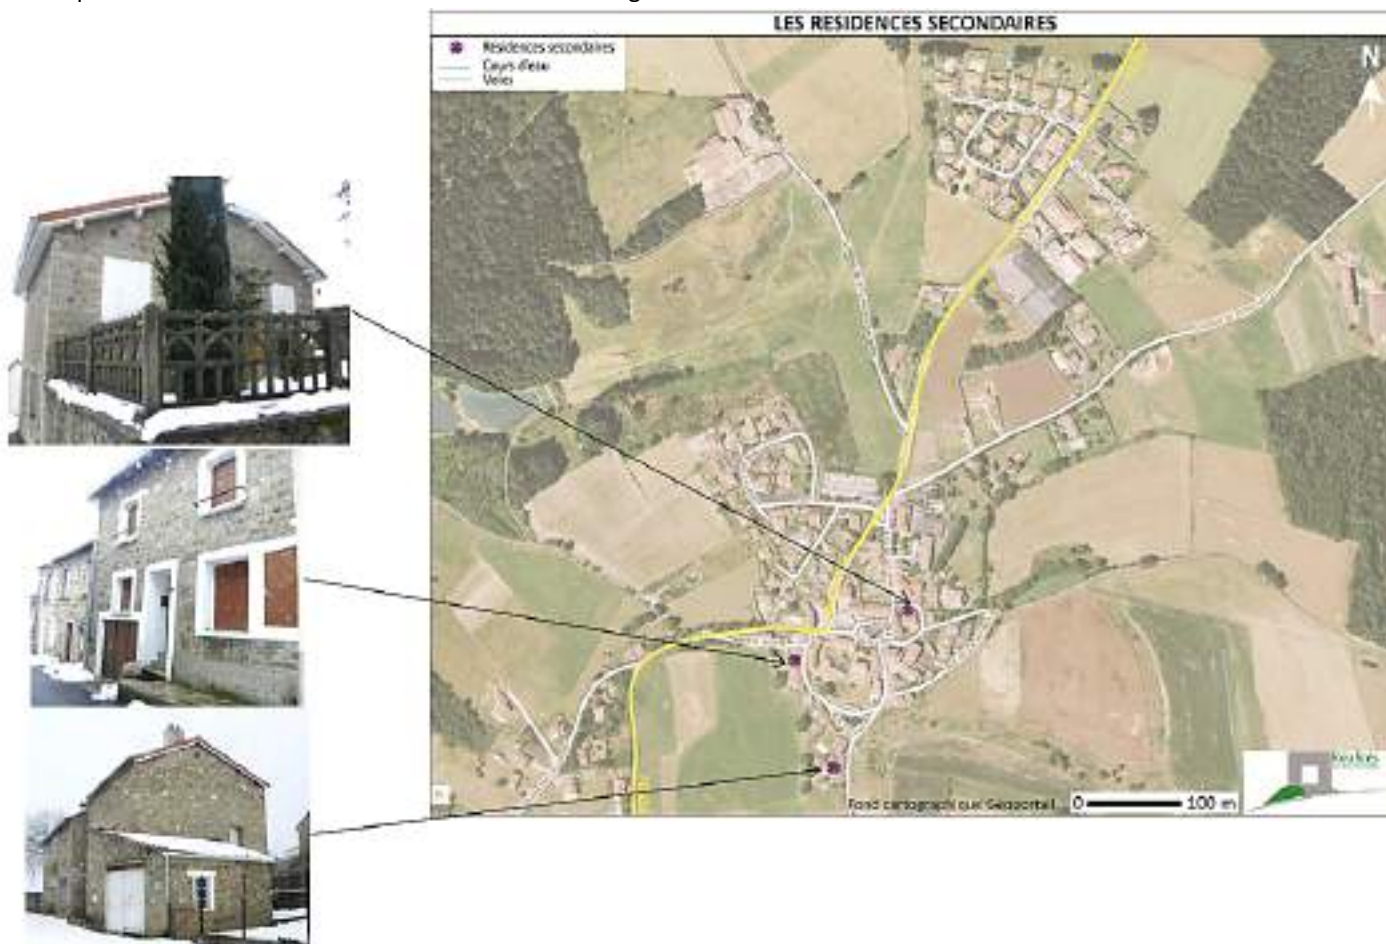 LES RESIDENCES SECONDAIRES
Résidences secondaires
Cours d'eau
Voies
N
Fond cartographique Géoportail
0 100 m